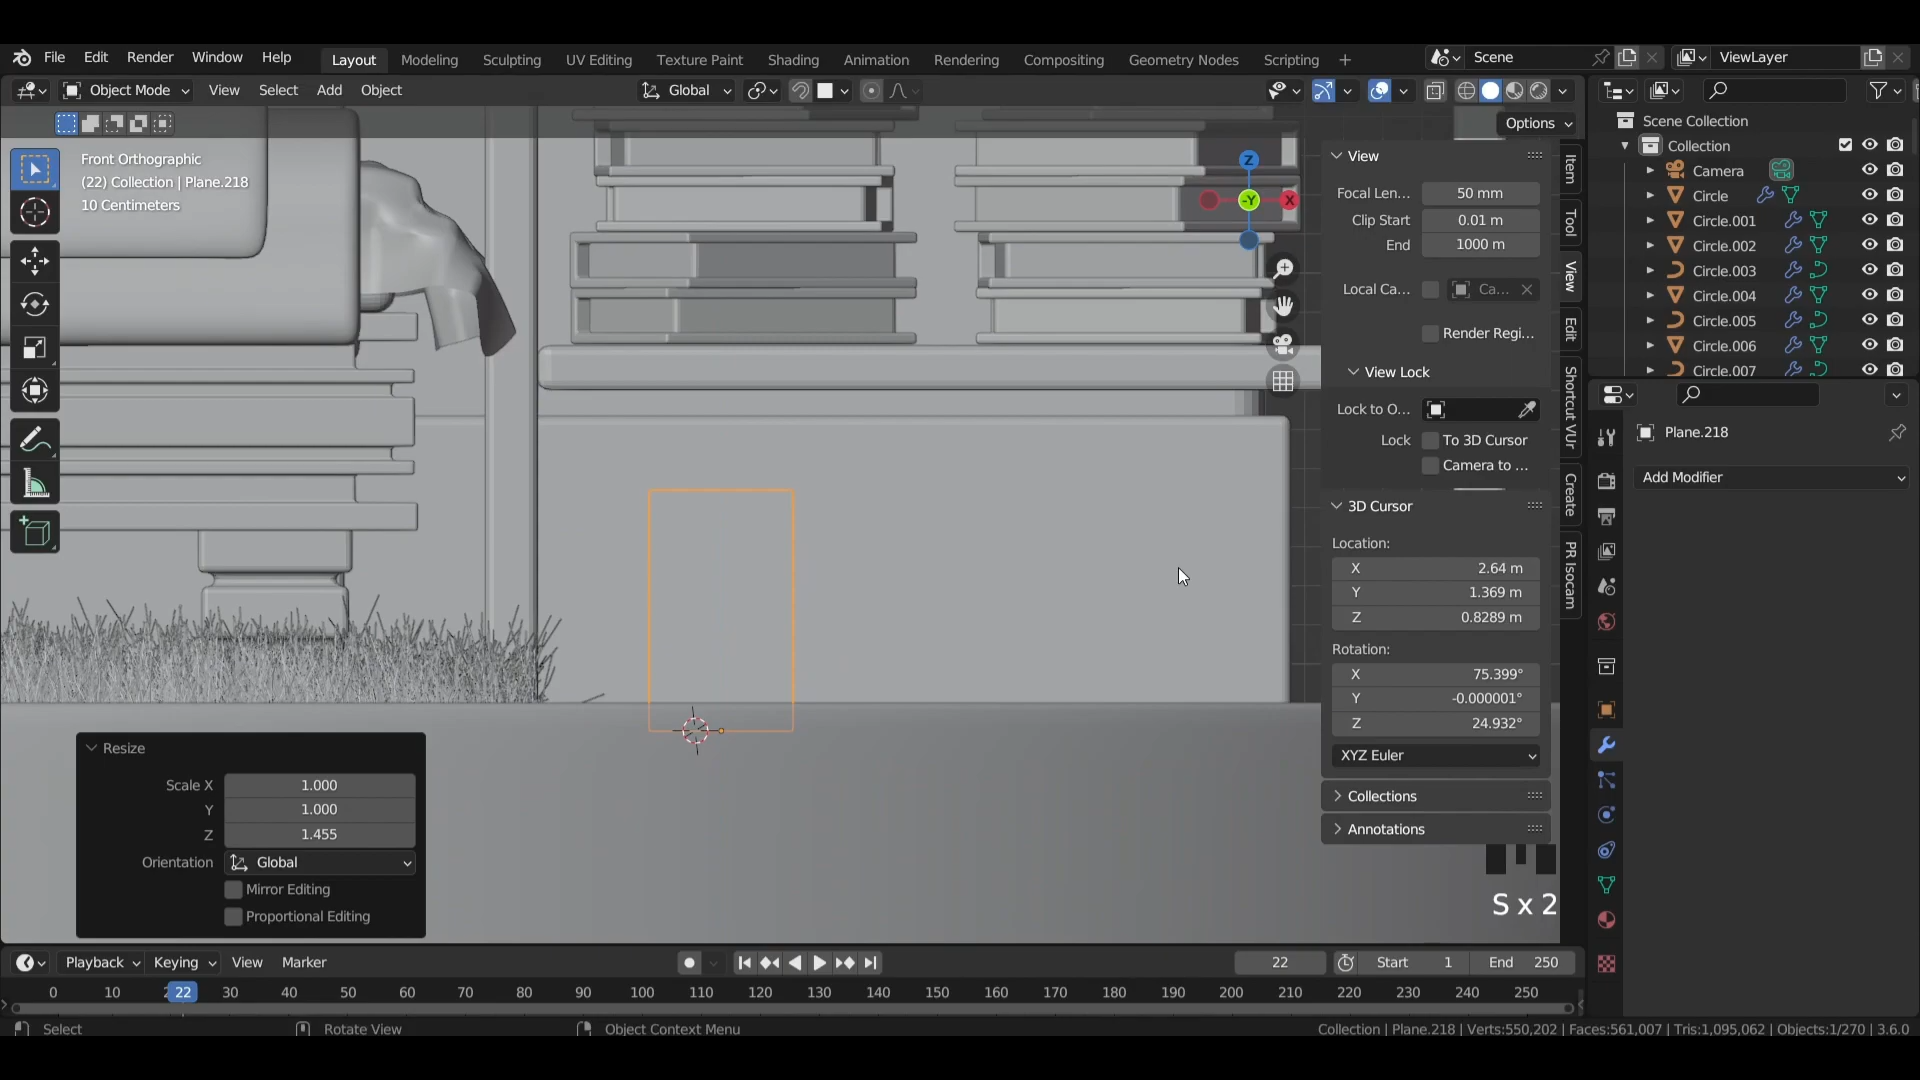 File Edit Render Window Help Layout Modeling Sculpting UV Editing Texture Paint Shading Animation Rendering Compositing Geometry Nodes Scripting + Scene ViewLayer
Object Mode View Select Add Object Global
Options
Front Orthographic
(22) Collection | Plane.218
10 Centimeters
Z
-Y
X
View
Focal Len... 50 mm
Clip Start 0.01 m
End 1000 m
Local Ca... Ca...
Render Regi...
View Lock
Lock to O...
Lock To 3D Cursor
Camera to ...
3D Cursor
Location:
X 2.64 m
Y 1.369 m
Z 0.8289 m
Rotation:
X 75.399°
Y -0.000001°
Z 24.932°
XYZ Euler
Collections
Annotations
Item
Tool
View
Edit
Shortcut VUr
Create
PR Isocam
Scene Collection
Collection
Camera
Circle
Circle.001
Circle.002
Circle.003
Circle.004
Circle.005
Circle.006
Circle.007
Plane.218
Add Modifier
Resize
Scale X 1.000
Y 1.000
Z 1.455
Orientation Global
Mirror Editing
Proportional Editing
S x 2
Playback Keying View Marker 22 Start 1 End 250
0 10 22 30 40 50 60 70 80 90 100 110 120 130 140 150 160 170 180 190 200 210 220 230 240 250
Select Rotate View Object Context Menu Collection | Plane.218 | Verts:550,202 | Faces:561,007 | Tris:1,095,062 | Objects:1/270 | 3.6.0